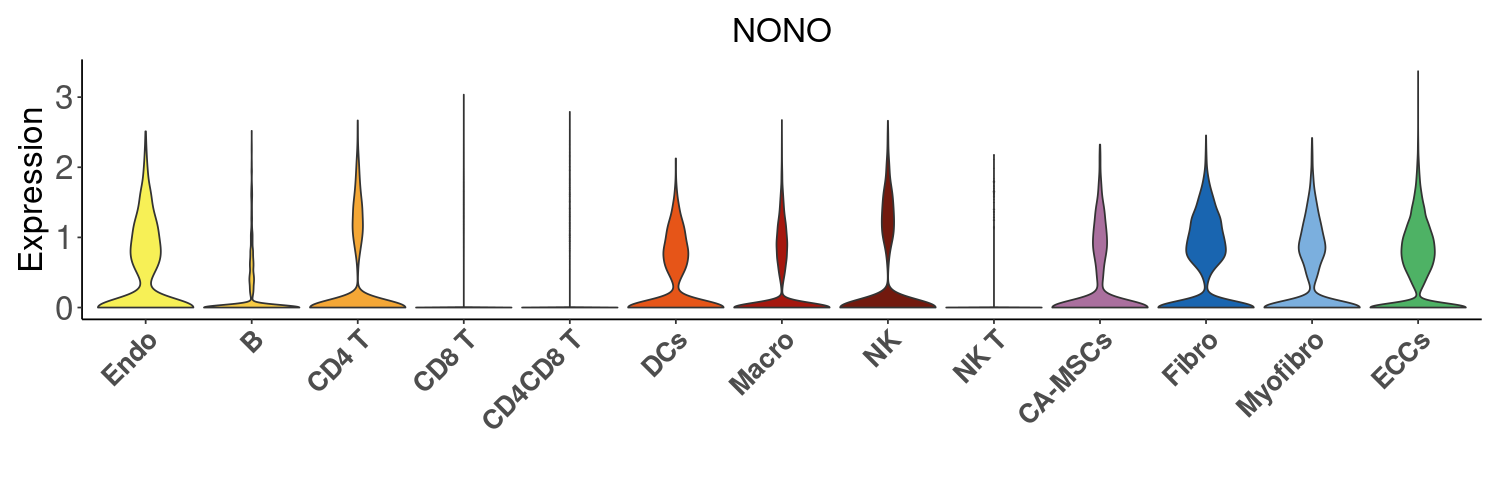 NONO
Expression
3
2
1
0
Endo
B
CD4 T
CD8 T
CD4CD8 T
DCs
Macro
NK
NK T
CA-MSCs
Fibro
Myofibro
ECCs